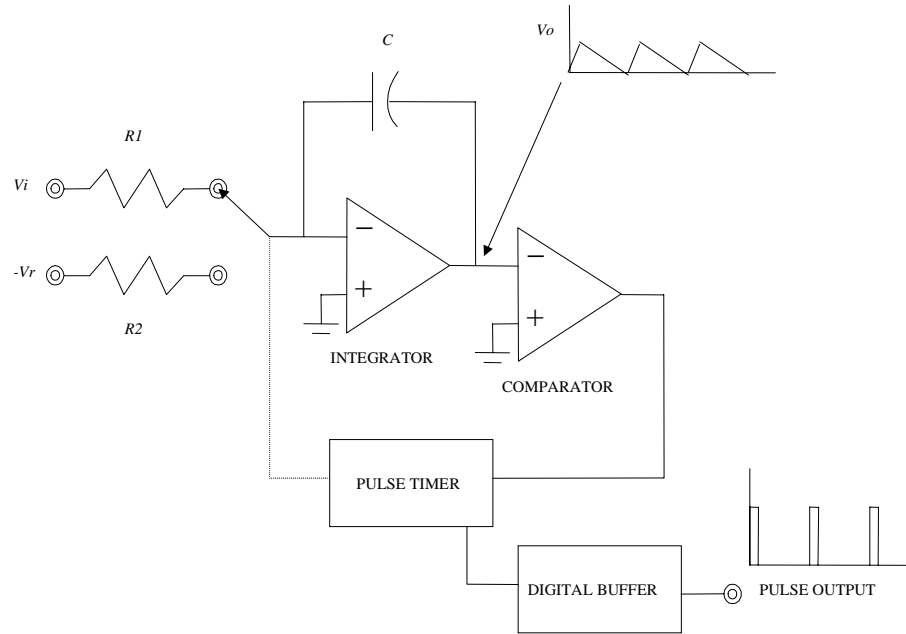 C
Vo
R1
Vi
-Vr
R2
−
+
−
+
INTEGRATOR
COMPARATOR
PULSE TIMER
DIGITAL BUFFER
PULSE OUTPUT